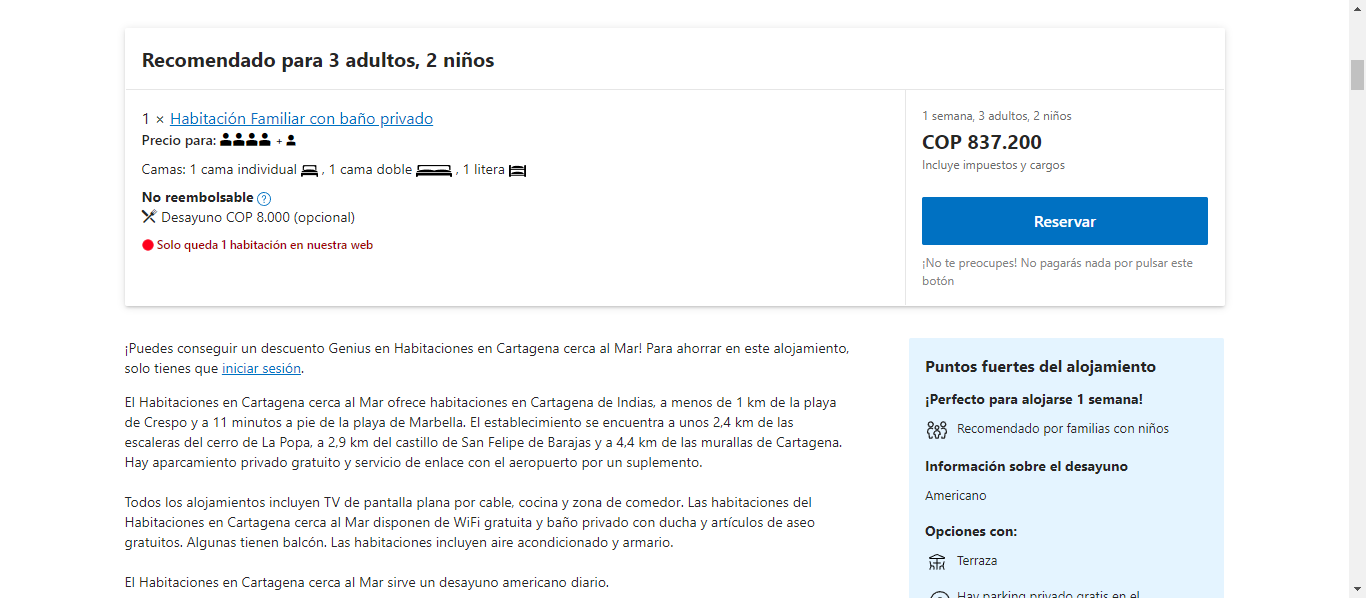 Recomendado para 3 adultos, 2 niños
1 × Habitación Familiar con baño privado
Precio para: +
Camas: 1 cama individual , 1 cama doble , 1 litera
No reembolsable ?
Desayuno COP 8.000 (opcional)
Solo queda 1 habitación en nuestra web
1 semana, 3 adultos, 2 niños
COP 837.200
Incluye impuestos y cargos
Reservar
¡No te preocupes! No pagarás nada por pulsar este
botón
¡Puedes conseguir un descuento Genius en Habitaciones en Cartagena cerca al Mar! Para ahorrar en este alojamiento,
solo tienes que iniciar sesión.
El Habitaciones en Cartagena cerca al Mar ofrece habitaciones en Cartagena de Indias, a menos de 1 km de la playa
de Crespo y a 11 minutos a pie de la playa de Marbella. El establecimiento se encuentra a unos 2,4 km de las
escaleras del cerro de La Popa, a 2,9 km del castillo de San Felipe de Barajas y a 4,4 km de las murallas de Cartagena.
Hay aparcamiento privado gratuito y servicio de enlace con el aeropuerto por un suplemento.
Todos los alojamientos incluyen TV de pantalla plana por cable, cocina y zona de comedor. Las habitaciones del
Habitaciones en Cartagena cerca al Mar disponen de WiFi gratuita y baño privado con ducha y artículos de aseo
gratuitos. Algunas tienen balcón. Las habitaciones incluyen aire acondicionado y armario.
El Habitaciones en Cartagena cerca al Mar sirve un desayuno americano diario.
Puntos fuertes del alojamiento
¡Perfecto para alojarse 1 semana!
Recomendado por familias con niños
Información sobre el desayuno
Americano
Opciones con:
Terraza
Hay parking privado gratis en el